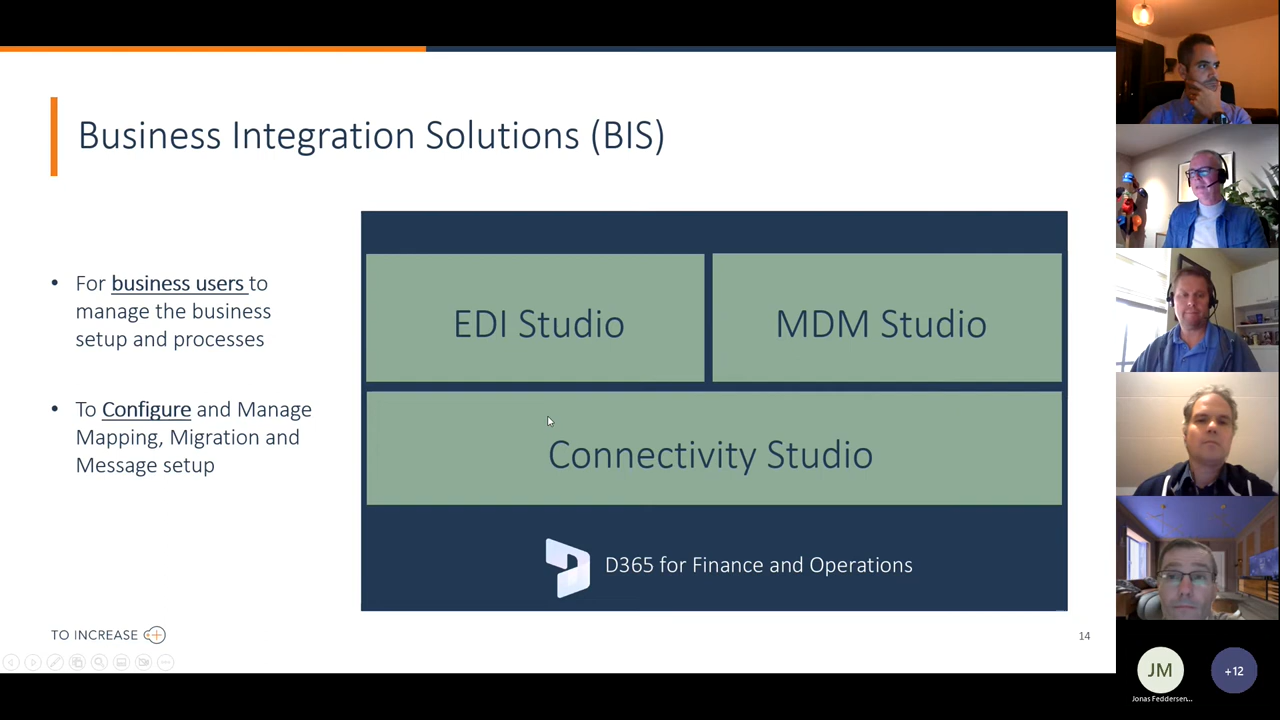 Business Integration Solutions (BIS)
• For business users to
manage the business
setup and processes
• To Configure and Manage
Mapping, Migration and
Message setup
EDI Studio
MDM Studio
Connectivity Studio
D365 for Finance and Operations
TO INCREASE
14
JM
+12
Jonas Feddersen...